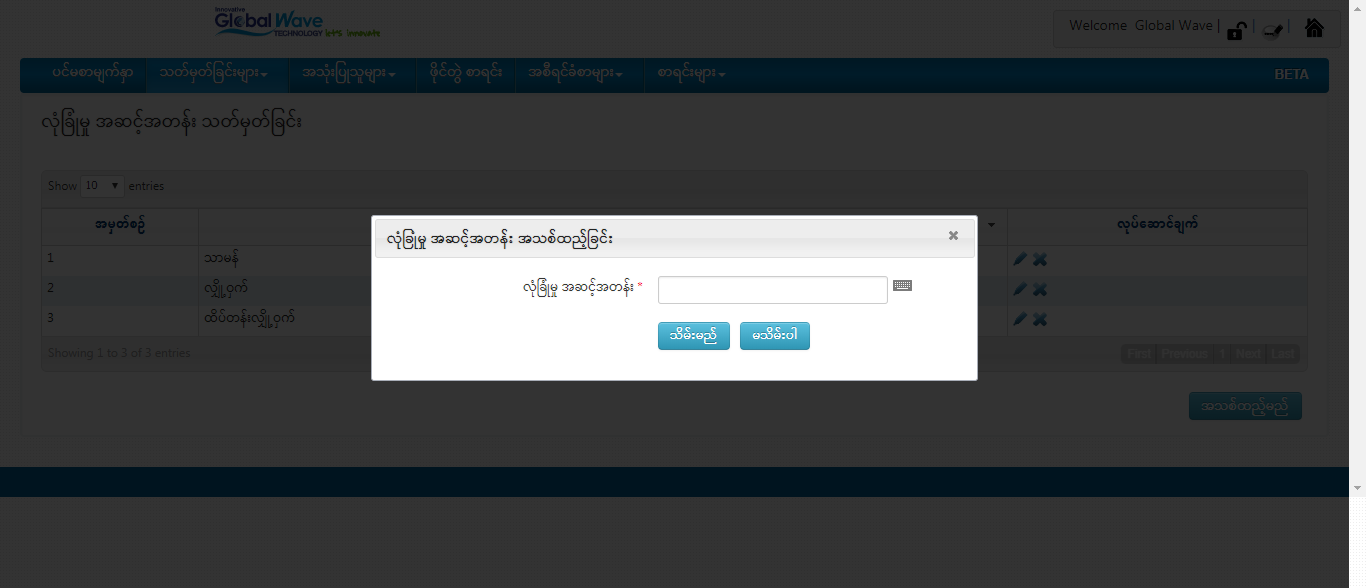 Innovative
Global Wave
TECHNOLOGY let's innovate
Welcome Global Wave | | |
ပင်မစာမျက်နှာ သတ်မှတ်ခြင်းများ အသုံးပြုသူများ ဖိုင်တွဲ စာရင်း အစီရင်ခံစာများ စာရင်းများ BETA
လုံခြုံမှု အဆင့်အတန်း သတ်မှတ်ခြင်း
Show 10 entries
အမှတ်စဉ် လုပ်ဆောင်ချက်
1 သာမန်
2 လျှို့ဝှက်
3 ထိပ်တန်းလျှို့ဝှက်
Showing 1 to 3 of 3 entries First Previous 1 Next Last
အသစ်ထည့်မည်
လုံခြုံမှု အဆင့်အတန်း အသစ်ထည့်ခြင်း
လုံခြုံမှု အဆင့်အတန်း *
သိမ်းမည် မသိမ်းပါ